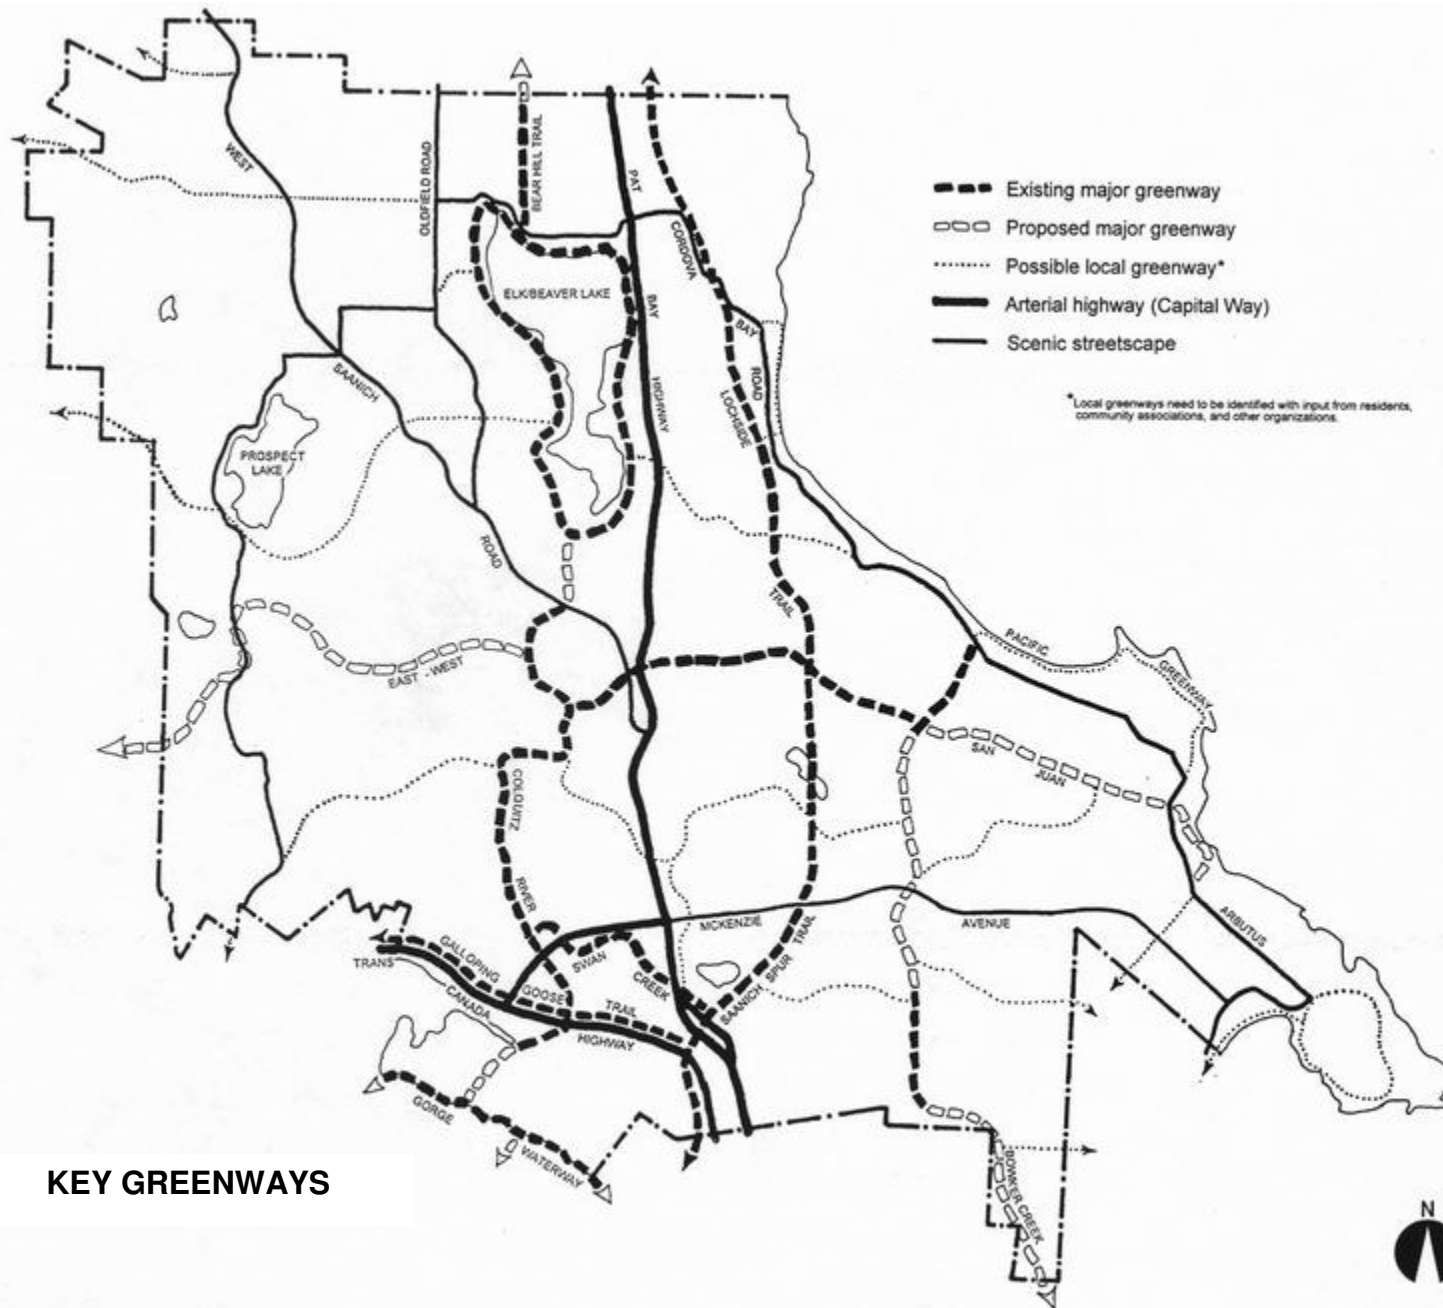 WEST
OLDFIELD ROAD
BEAR HILL TRAIL
PAT
Existing major greenway
Proposed major greenway
Possible local greenway*
Arterial highway (Capital Way)
Scenic streetscape
*Local greenways need to be identified with input from residents,
community associations, and other organizations.
CORDOVA
ELK/BEAVER LAKE
BAY
BAY
SAANICH
HIGHWAY
ROAD
LOCHSIDE
PROSPECT
LAKE
ROAD
TRAIL
PACIFIC
GREENWAY
EAST - WEST
SAN
JUAN
COLQUITZ
RIVER
MCKENZIE
AVENUE
ARBUTUS
GALLOPING
SWAN
TRAIL
TRANS
CREEK
SAANICH SPUR
CANADA
GOOSE
TRAIL
HIGHWAY
GORGE
WATERWAY
BOWKER CREEK
KEY GREENWAYS
N